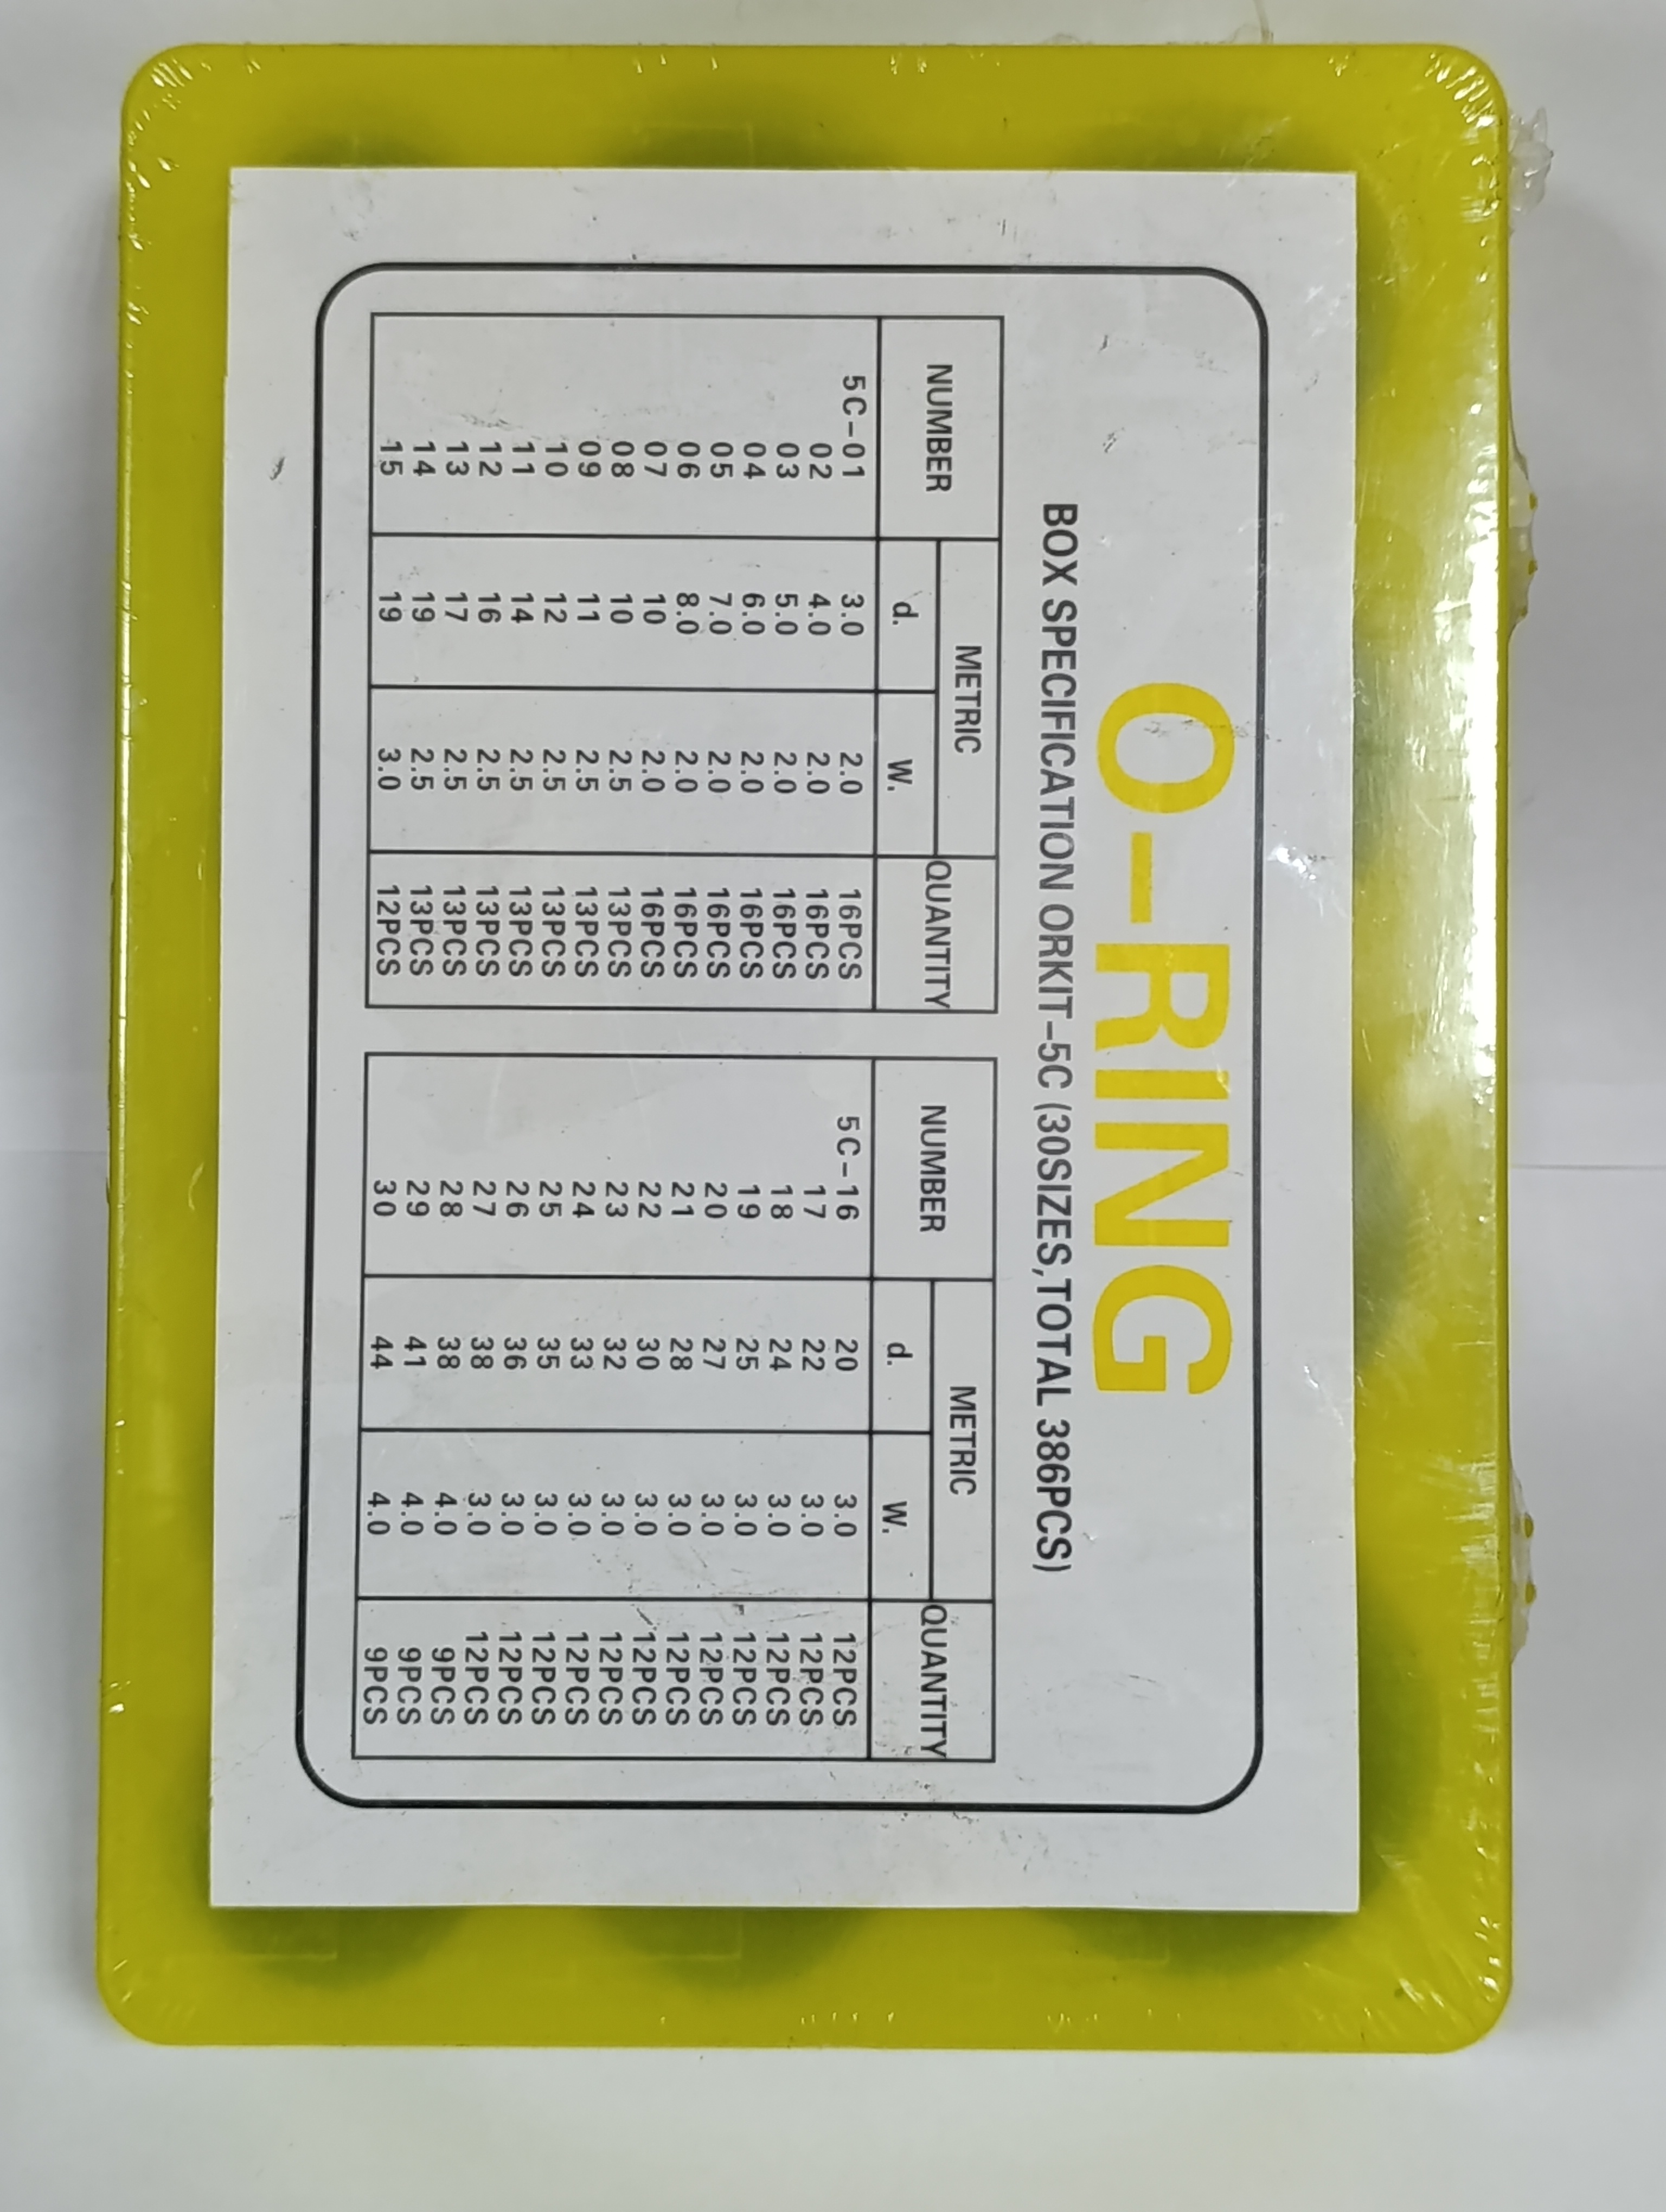 O-RING
BOX SPECIFICATION ORKIT-5C (30SIZES,TOTAL 386PCS)
NUMBER METRIC QUANTITY
d. W.
5C-01 3.0 2.0 16PCS
02 4.0 2.0 16PCS
03 5.0 2.0 16PCS
04 6.0 2.0 16PCS
05 7.0 2.0 16PCS
06 8.0 2.0 16PCS
07 10 2.0 16PCS
08 10 2.5 13PCS
09 11 2.5 13PCS
10 12 2.5 13PCS
11 14 2.5 13PCS
12 16 2.5 13PCS
13 17 2.5 13PCS
14 19 2.5 13PCS
15 19 3.0 12PCS
NUMBER METRIC QUANTITY
d. W.
5C-16 20 3.0 12PCS
17 22 3.0 12PCS
18 24 3.0 12PCS
19 25 3.0 12PCS
20 27 3.0 12PCS
21 28 3.0 12PCS
22 30 3.0 12PCS
23 32 3.0 12PCS
24 33 3.0 12PCS
25 35 3.0 12PCS
26 36 3.0 12PCS
27 38 3.0 12PCS
28 38 4.0 9PCS
29 41 4.0 9PCS
30 44 4.0 9PCS